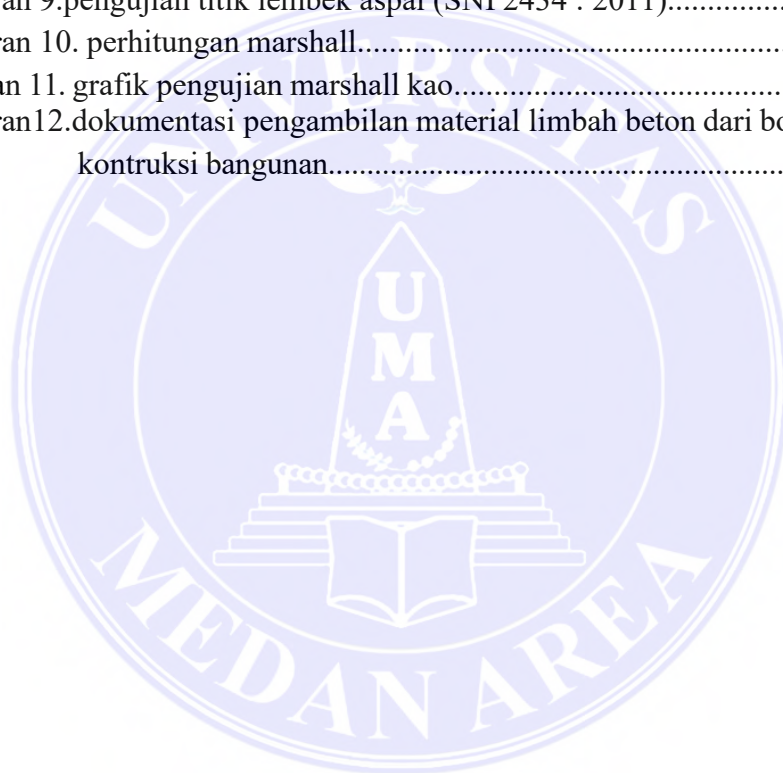 an 9.pengujian titik lembek aspal (SNI 2434 : 2011)..................
ran 10. perhitungan marshall.......................................................
an 11. grafik pengujian marshall kao...........................................
ran12.dokumentasi pengambilan material limbah beton dari bo
kontruksi bangunan...........................................................
UNIVERSITAS
UMA
MEDAN AREA